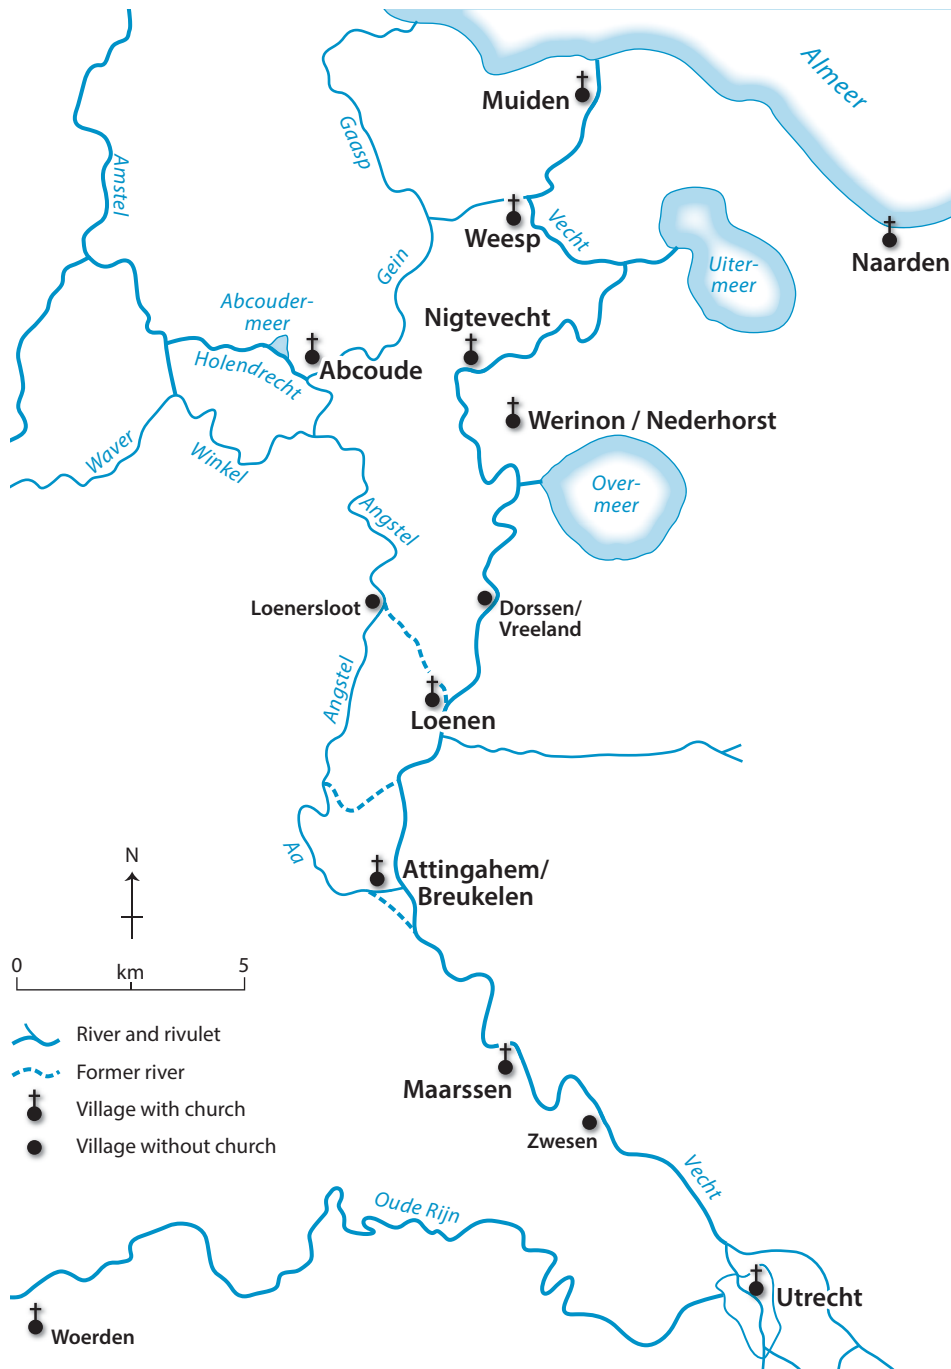 Almeer
Muiden
Gaasp
Amstel
Weesp
Vecht
Naarden
Uiter-
meer
Gein
Abcouder-
meer
Nigtevecht
Abcoude
Holendrecht
Werinon / Nederhorst
Waver
Winkel
Over-
meer
Angstel
Loenersloot
Dorssen/
Vreeland
Angstel
Loenen
Aa
Attingahem/
Breukelen
N
0
km
5
River and rivulet
Former river
Village with church
Village without church
Maarssen
Zwesen
Vecht
Oude Rijn
Utrecht
Woerden